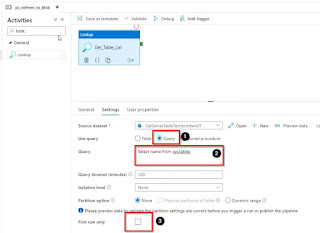 pl_onPrem_to_Blob
Activities
Save as template
Validate
Debug
Add trigger
look
General
Lookup
Lookup
Get_Table_List
General
Settings
User properties
Source dataset *
Open
New
Preview data
Use query
Table
Query
Stored procedure
1
Query
Select name from sys.tables
2
Query timeout (minutes)
120
Isolation level
None
Partition option
None
Physical partitions of table
Dynamic range
Please preview data to validate the partition settings are correct before you trigger a run or publish the pipeline.
First row only
3